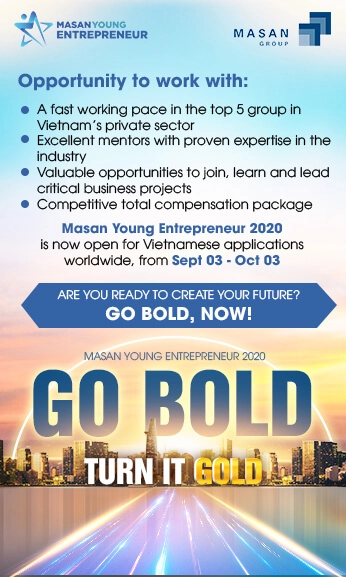 MASAN YOUNG
ENTREPRENEUR
MASAN
GROUP
Opportunity to work with:
A fast working pace in the top 5 group in
Vietnam's private sector
Excellent mentors with proven expertise in the
industry
Valuable opportunities to join, learn and lead
critical business projects
Competitive total compensation package
Masan Young Entrepreneur 2020
is now open for Vietnamese applications
worldwide, from Sept 03 - Oct 03
ARE YOU READY TO CREATE YOUR FUTURE?
GO BOLD, NOW!
MASAN YOUNG ENTREPRENEUR 2020
GO BOLD
TURN IT GOLD